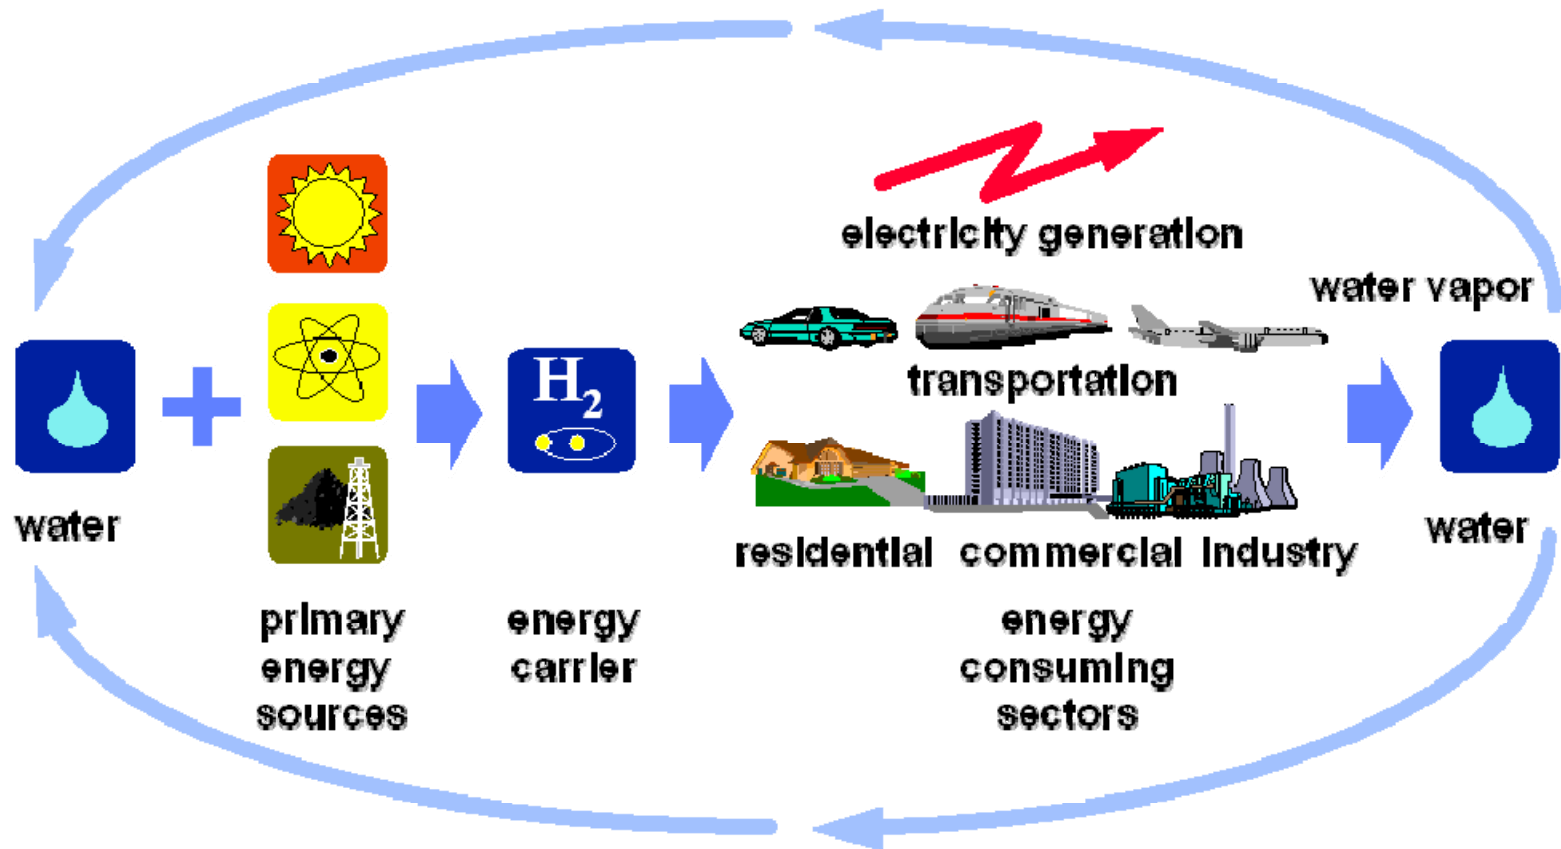 electricity generation
water vapor
H2
transportation
water
water
residential commercial industry
primary
energy
sources
energy
carrier
energy
consuming
sectors